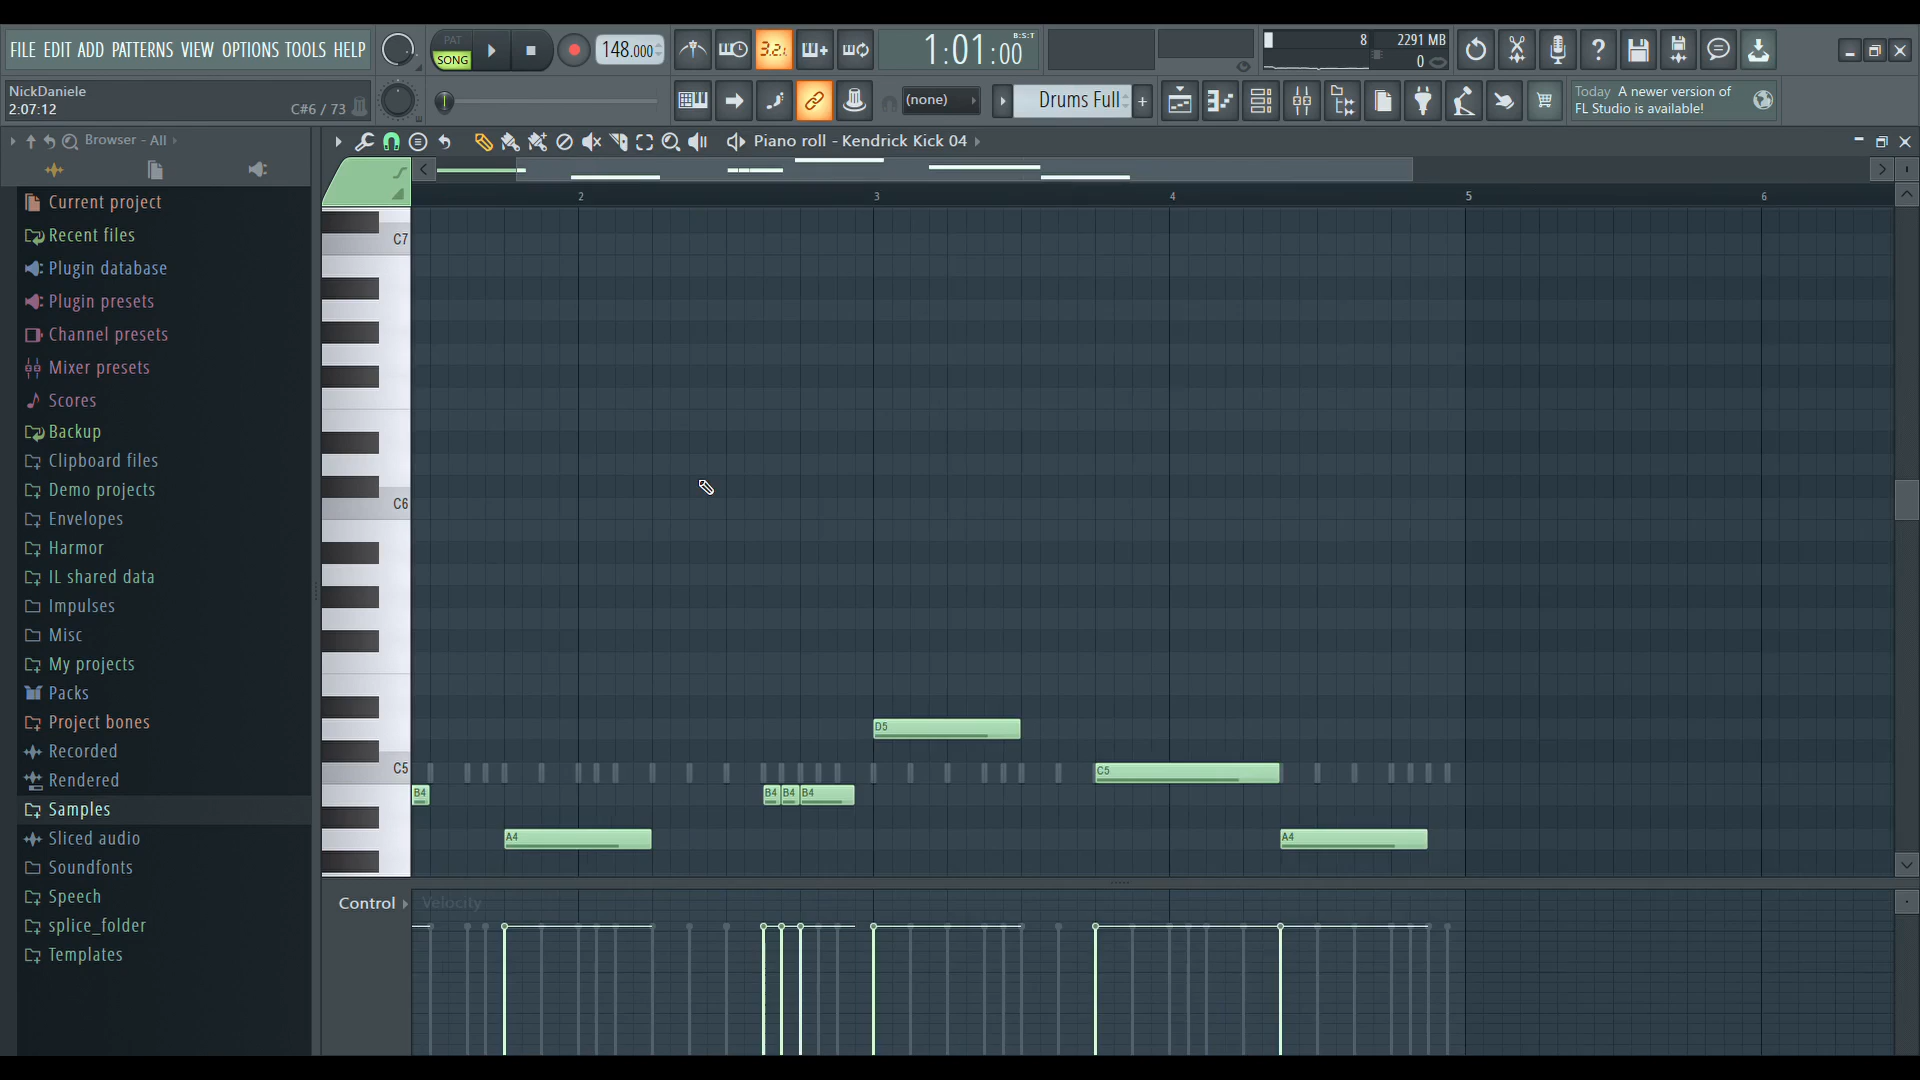 FILE EDIT ADD PATTERNS VIEW OPTIONS TOOLS HELP
PAT
SONG
148.000
3.2.
1:01:00
B:S:T
8
2291 MB
0
NickDaniele
2:07:12
C#6 / 73
(none)
Drums Full
Today A newer version of
FL Studio is available!
Browser - All
Piano roll - Kendrick Kick 04
Current project
Recent files
Plugin database
Plugin presets
Channel presets
Mixer presets
Scores
Backup
Clipboard files
Demo projects
Envelopes
Harmor
IL shared data
Impulses
Misc
My projects
Packs
Project bones
Recorded
Rendered
Samples
Sliced audio
Soundfonts
Speech
splice_folder
Templates
2 3 4 5 6
C7
C6
D5
C5
C5
B4
B4 B4 B4
A4
A4
Control
Velocity